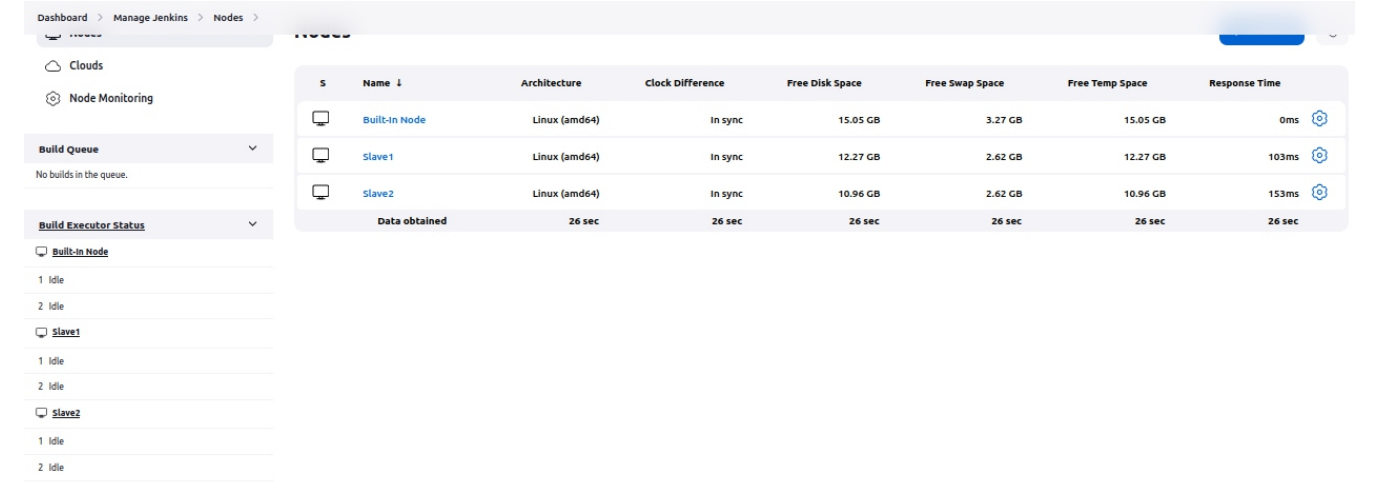 Dashboard > Manage Jenkins > Nodes >
Nodes
Nodes
Clouds
Node Monitoring
S Name ↓ Architecture Clock Difference Free Disk Space Free Swap Space Free Temp Space Response Time
Built-In Node Linux (amd64) In sync 15.05 GB 3.27 GB 15.05 GB 0ms
Slave1 Linux (amd64) In sync 12.27 GB 2.62 GB 12.27 GB 103ms
Slave2 Linux (amd64) In sync 10.96 GB 2.62 GB 10.96 GB 153ms
Data obtained 26 sec 26 sec 26 sec 26 sec 26 sec 26 sec
Build Queue
No builds in the queue.
Build Executor Status
Built-In Node
1 Idle
2 Idle
Slave1
1 Idle
2 Idle
Slave2
1 Idle
2 Idle